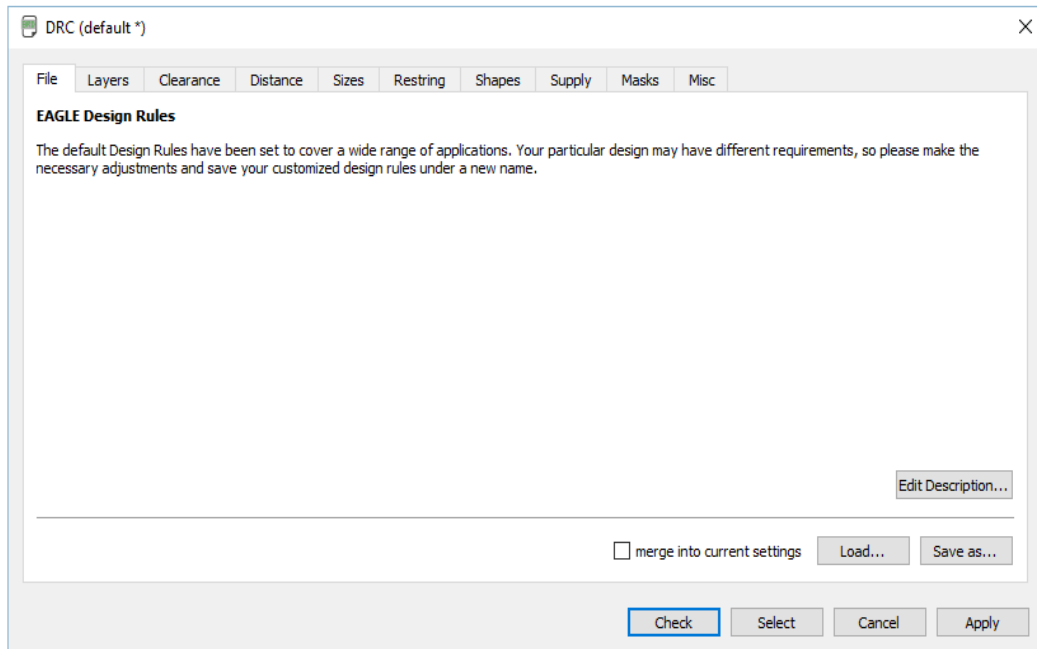 DRC (default *)
File Layers Clearance Distance Sizes Restring Shapes Supply Masks Misc
EAGLE Design Rules
The default Design Rules have been set to cover a wide range of applications. Your particular design may have different requirements, so please make the
necessary adjustments and save your customized design rules under a new name.
Edit Description...
merge into current settings Load... Save as...
Check Select Cancel Apply